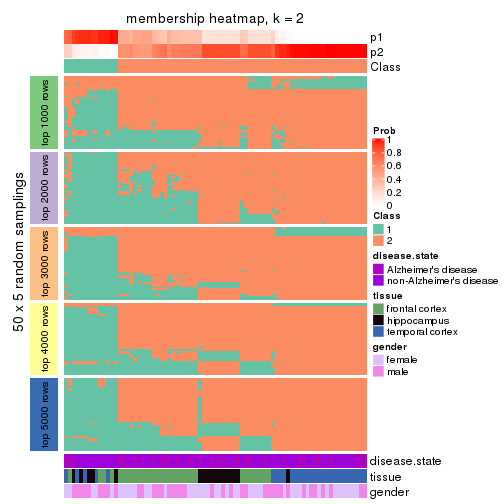 membership heatmap, k = 2
p1
p2
Class
50 x 5 random samplings
top 1000 rows
top 2000 rows
top 3000 rows
top 4000 rows
top 5000 rows
Prob
1
0.8
0.6
0.4
0.2
0
Class
1
2
disease.state
Alzheimer's disease
non-Alzheimer's disease
tissue
frontal cortex
hippocampus
temporal cortex
gender
female
male
disease.state
tissue
gender